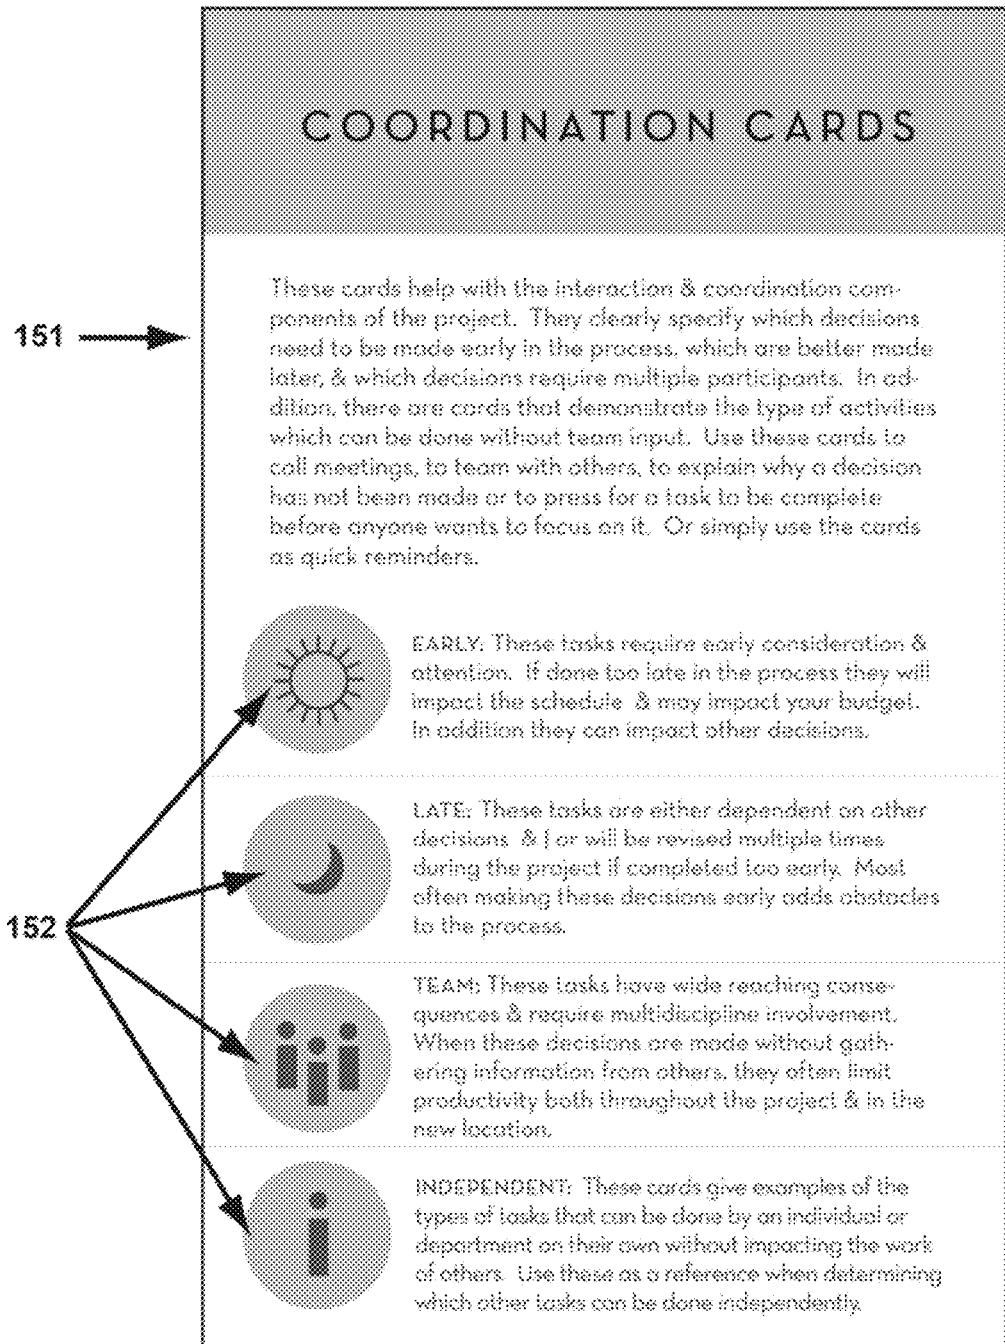 COORDINATION CARDS
These cards help with the interaction & coordination com-
ponents of the project. They clearly specify which decisions
need to be made early in the process, which are better made
later, & which decisions require multiple participants. In ad-
dition, there are cards that demonstrate the type of activities
which can be done without team input. Use these cards to
call meetings, to team with others, to explain why a decision
has not been made or to press for a task to be complete
before anyone wants to focus on it. Or simply use the cards
as quick reminders.
151
EARLY: These tasks require early consideration &
attention. If done too late in the process they will
impact the schedule & may impact your budget.
In addition they can impact other decisions.
LATE: These tasks are either dependent on other
decisions & | or will be revised multiple times
during the project if completed too early. Most
often making these decisions early adds obstacles
to the process.
152
TEAM: These tasks have wide reaching conse-
quences & require multidiscipline involvement.
When these decisions are made without gath-
ering information from others, they often limit
productivity both throughout the project & in the
new location.
INDEPENDENT: These cards give examples of the
types of tasks that can be done by an individual or
department on their own without impacting the work
of others. Use these as a reference when determining
which other tasks can be done independently.